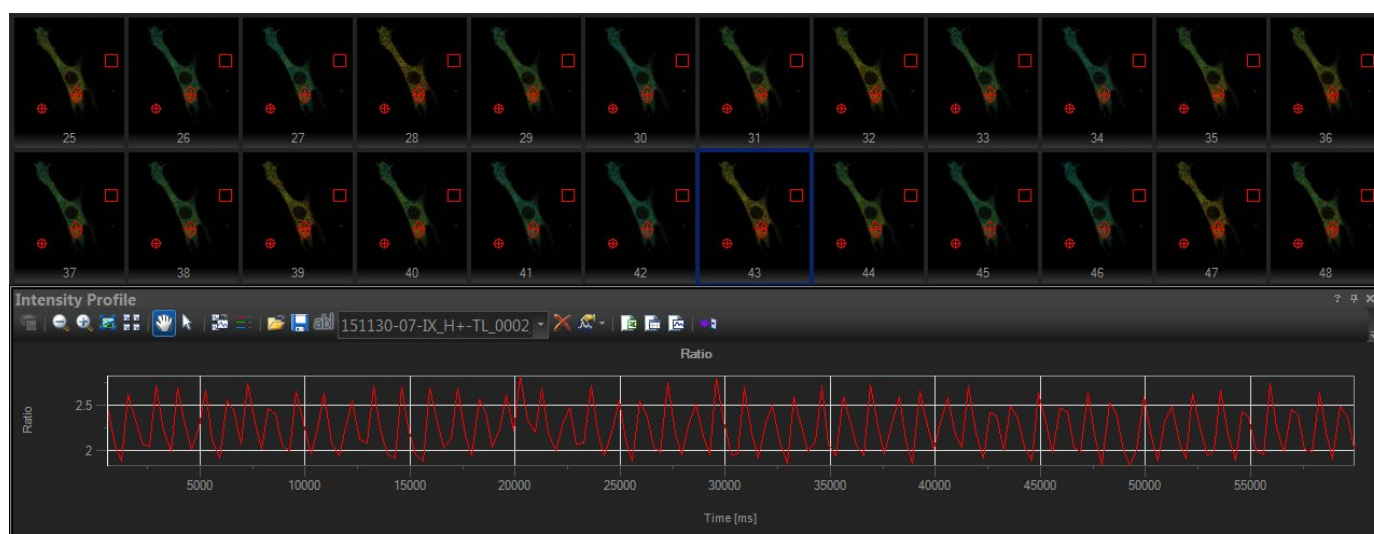 25 26 27 28 29 30 31 32 33 34 35 36
37 38 39 40 41 42 43 44 45 46 47 48
Intensity Profile
abl 151130-07-IX_H+-TL_0002
Ratio
2.5
Ratio
2
5000 10000 15000 20000 25000 30000 35000 40000 45000 50000 55000
Time [ms]